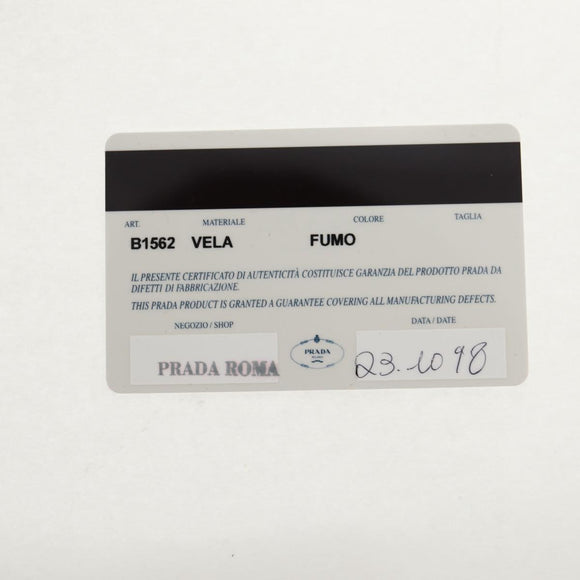 ART. MATERIALE COLORE TAGLIA
B1562 VELA FUMO
IL PRESENTE CERTIFICATO DI AUTENTICITÀ COSTITUISCE GARANZIA DEL PRODOTTO PRADA DA
DIFETTI DI FABBRICAZIONE.
THIS PRADA PRODUCT IS GRANTED A GUARANTEE COVERING ALL MANUFACTURING DEFECTS.
NEGOZIO / SHOP
DATA / DATE
PRADA ROMA
PRADA
MILANO
23.10 98